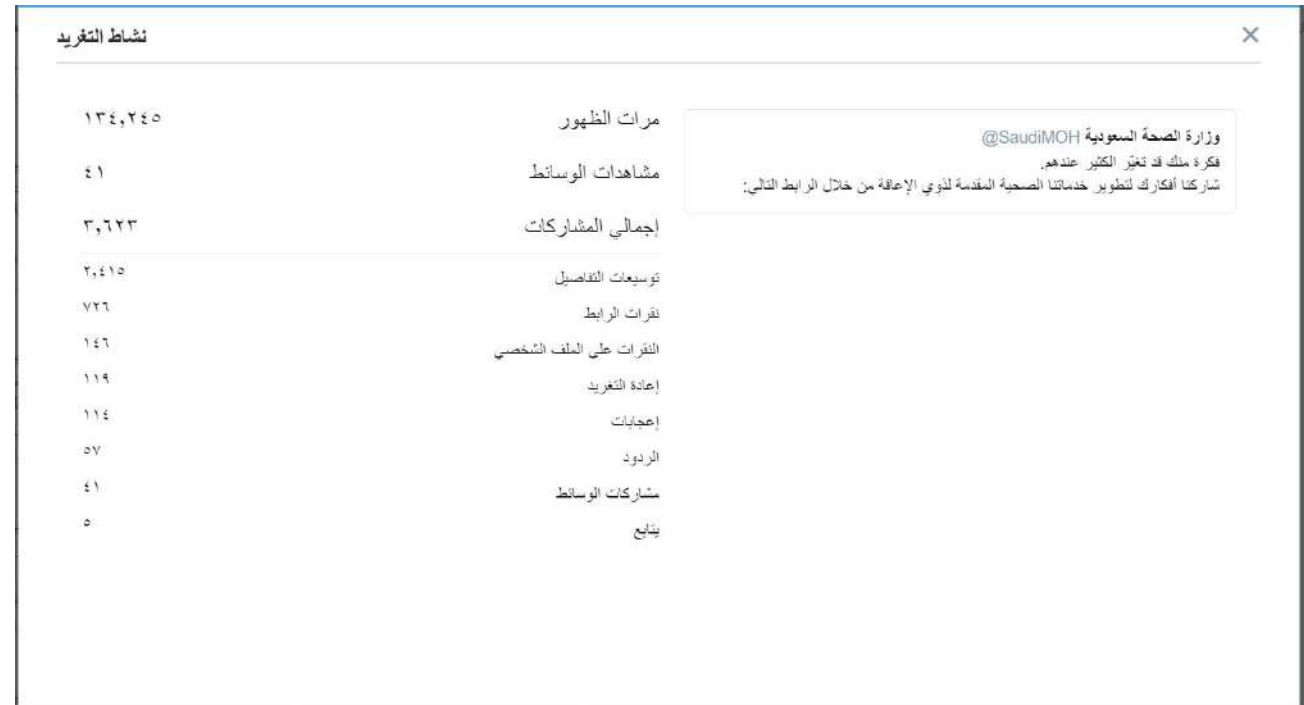 نشاط التغريد
×
وزارة الصحة السعودية @SaudiMOH
فكرة منك قد تغيّر الكثير عندهم.
شاركنا أفكارك لتطوير خدماتنا الصحية المقدمة لذوي الإعاقة من خلال الرابط التالي:
مرات الظهور ١٣٤,٢٤٥
مشاهدات الوسائط ٤١
إجمالي المشاركات ٣,٦٢٣
توسيعات التفاصيل ٢,٤١٥
نقرات الرابط ٧٢٦
النقرات على الملف الشخصي ١٤٦
إعادة التغريد ١١٩
إعجابات ١١٤
الردود ٥٧
مشاركات الوسائط ٤١
يتابع ٥